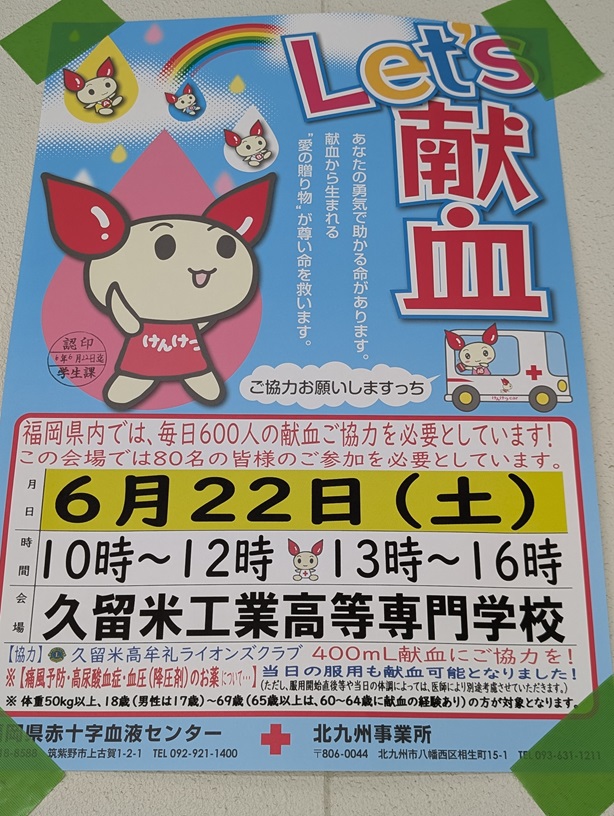 Let's
献血
あなたの勇気で助かる命があります。
献血から生まれる
"愛の贈り物"が尊い命を救います。
けんけつ
認印
6年6月22日迄
学生課
ご協力お願いしますっち
福岡県内では、毎日600人の献血ご協力を必要としています!
この会場では80名の皆様のご参加を必要としています。
月日
6月22日(土)
時間
10時～12時 13時～16時
会場
久留米工業高等専門学校
【協力】 久留米高牟礼ライオンズクラブ 400mL献血にご協力を!
※【痛風予防・高尿酸血症・血圧(降圧剤)のお薬について…】 当日の服用も献血可能となりました!
(ただし、服用開始直後等や当日の体調によっては、医師により別途考慮させていただきます。)
※ 体重50kg以上、18歳(男性は17歳)～69歳(65歳以上は、60～64歳に献血の経験あり)の方が対象となります。
岡県赤十字血液センター 北九州事業所
18-8588 筑紫野市上古賀1-2-1 TEL 092-921-1400 〒806-0044 北九州市八幡西区相生町15-1 TEL 093-631-1211